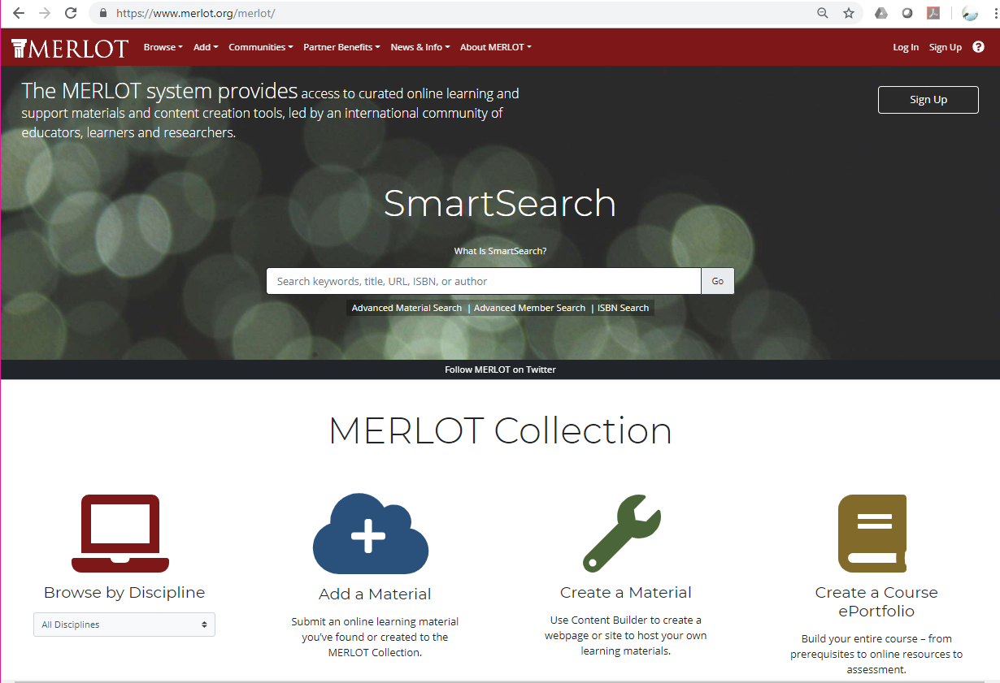 https://www.merlot.org/merlot/
MERLOT Browse Add Communities Partner Benefits News & Info About MERLOT Log In Sign Up ?
The MERLOT system provides access to curated online learning and
support materials and content creation tools, led by an international community of
educators, learners and researchers.
Sign Up
SmartSearch
What Is SmartSearch?
Search keywords, title, URL, ISBN, or author Go
Advanced Material Search | Advanced Member Search | ISBN Search
Follow MERLOT on Twitter
MERLOT Collection
Browse by Discipline
All Disciplines
Add a Material
Submit an online learning material
you've found or created to the
MERLOT Collection.
Create a Material
Use Content Builder to create a
webpage or site to host your own
learning materials.
Create a Course
ePortfolio
Build your entire course – from
prerequisites to online resources to
assessment.